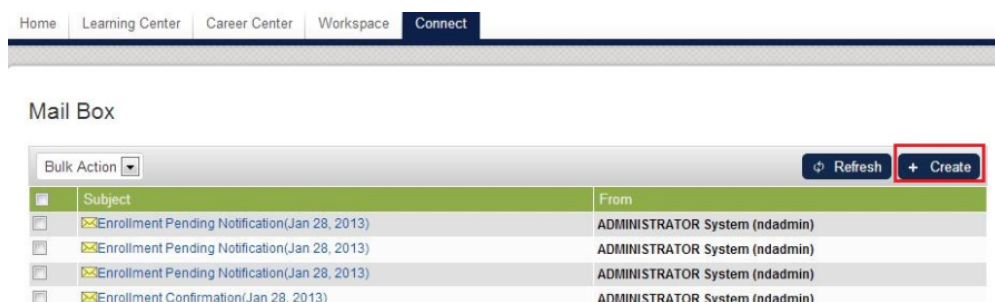 Home Learning Center Career Center Workspace Connect
Mail Box
Bulk Action Refresh + Create
Subject From
Enrollment Pending Notification(Jan 28, 2013) ADMINISTRATOR System (ndadmin)
Enrollment Pending Notification(Jan 28, 2013) ADMINISTRATOR System (ndadmin)
Enrollment Pending Notification(Jan 28, 2013) ADMINISTRATOR System (ndadmin)
Enrollment Confirmation(Jan 28, 2013) ADMINISTRATOR System (ndadmin)